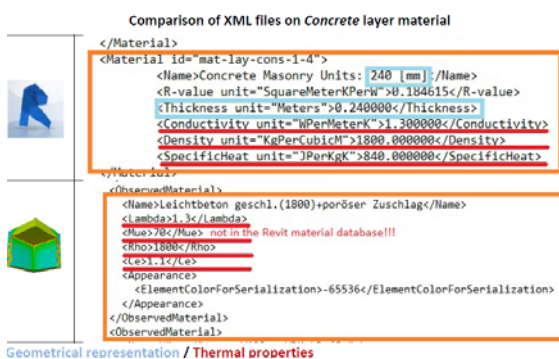 Comparison of XML files on Concrete layer material
</Material>
<Material id="mat-lay-cons-1-4">
<Name>Concrete Masonry Units: 240 [mm]</Name>
<R-value unit="SquareMeterKPerW">0.184615</R-value>
<Thickness unit="Meters">0.240000</Thickness>
<Conductivity unit="WPerMeterK">1.300000</Conductivity>
<Density unit="KgPerCubicM">1800.000000</Density>
<SpecificHeat unit="JPerKgK">840.000000</SpecificHeat>
</Material>
<ObservedMaterial>
<Name>Leichtbeton geschl.(1800)+poröser Zuschlag</Name>
<Lambda>1.3</Lambda>
<Mue>70</Mue> not in the Revit material database!!!
<Rho>1800</Rho>
<Ce>1.1</Ce>
<Appearance>
<ElementColorForSerialization>-65536</ElementColorForSerialization>
</Appearance>
</ObservedMaterial>
<ObservedMaterial>
Geometrical representation / Thermal properties